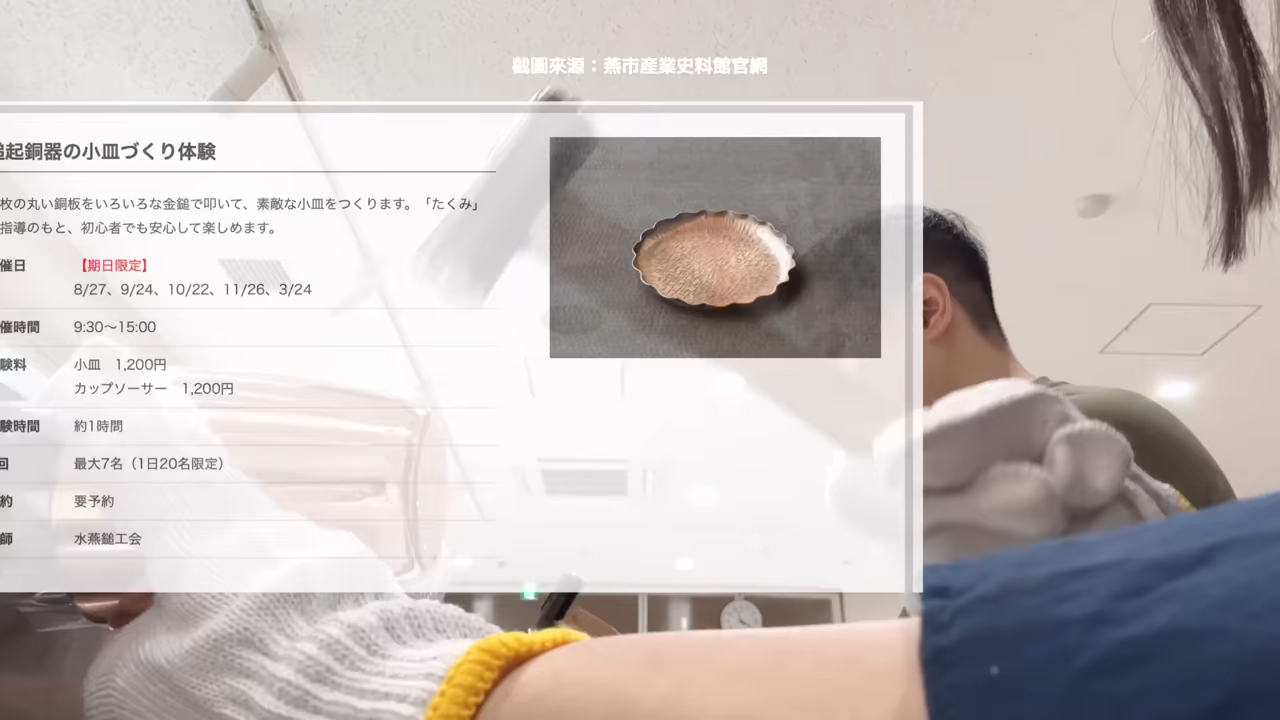 截圖來源：燕市産業史料館官網
鎚起銅器の小皿づくり体験
枚の丸い銅板をいろいろな金鎚で叩いて、素敵な小皿をつくります。「たくみ」
指導のもと、初心者でも安心して楽しめます。
催日 【期日限定】
8/27、9/24、10/22、11/26、3/24
催時間 9:30〜15:00
験料 小皿 1,200円
カップソーサー 1,200円
験時間 約1時間
回 最大7名（1日20名限定）
約 要予約
師 水燕鎚工会